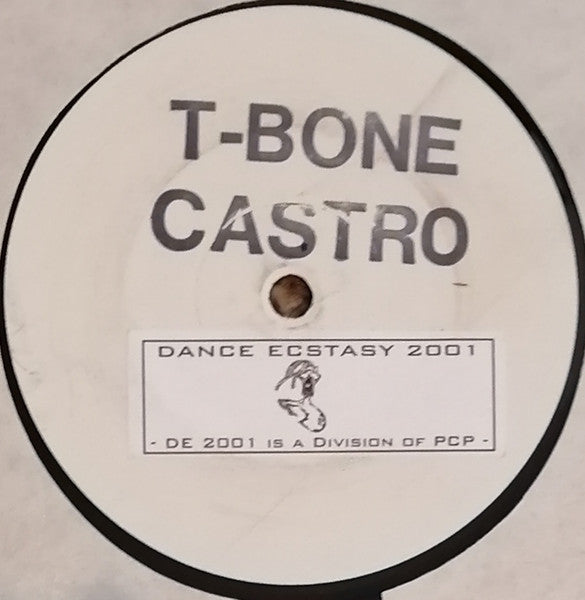 T-BONE
CASTRO
DANCE ECSTASY 2001
- DE 2001 IS A DIVISION OF PCP -